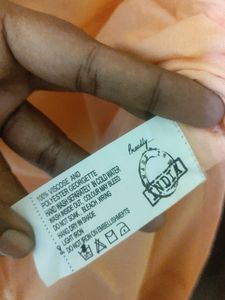 100% VISCOSE AND
POLYESTER GEORGETTE
HAND WASH SEPARATELY IN COLD WATER
WASH INSIDE OUT. COLOUR MAY BLEED
DO NOT SOAK, BLEACH, WRING
HANG DRY IN SHADE
LIGHT IRON
DO NOT IRON ON EMBELLISHMENTS
Proudly
INDIA